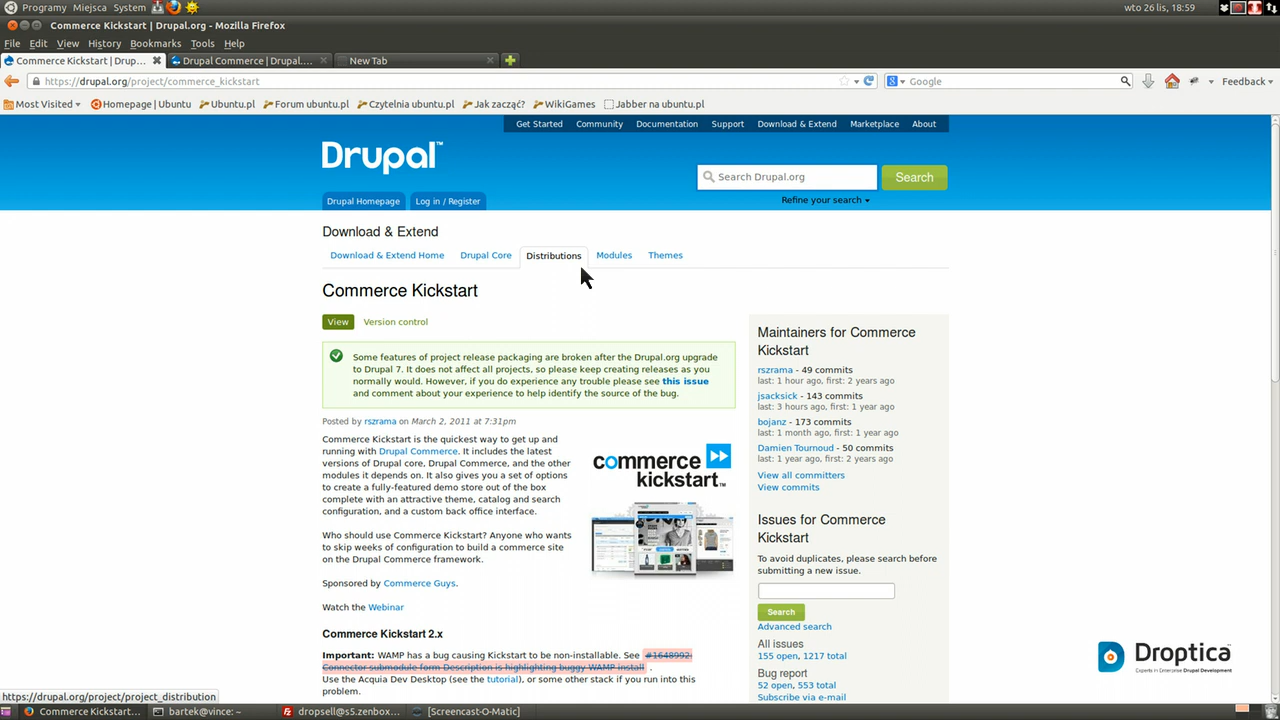 Programy Miejsca System
wto 26 lis, 18:59
Commerce Kickstart | Drupal.org - Mozilla Firefox
File Edit View History Bookmarks Tools Help
Commerce Kickstart | Drup...
Drupal Commerce | Drupal....
New Tab
https://drupal.org/project/commerce_kickstart
Google
Feedback
Most Visited Homepage | Ubuntu Ubuntu.pl Forum ubuntu.pl Czytelnia ubuntu.pl Jak zacząć? WikiGames Jabber na ubuntu.pl
Get Started Community Documentation Support Download & Extend Marketplace About
Drupal™
Search Drupal.org
Search
Refine your search
Drupal Homepage Log in / Register
Download & Extend
Download & Extend Home Drupal Core Distributions Modules Themes
Commerce Kickstart
View Version control
Some features of project release packaging are broken after the Drupal.org upgrade
to Drupal 7. It does not affect all projects, so please keep creating releases as you
normally would. However, if you do experience any trouble please see this issue
and comment about your experience to help identify the source of the bug.
Posted by rszrama on March 2, 2011 at 7:31pm
Commerce Kickstart is the quickest way to get up and
running with Drupal Commerce. It includes the latest
versions of Drupal core, Drupal Commerce, and the other
modules it depends on. It also gives you a set of options
to create a fully-featured demo store out of the box
complete with an attractive theme, catalog and search
configuration, and a custom back office interface.
commerce
kickstart™
Who should use Commerce Kickstart? Anyone who wants
to skip weeks of configuration to build a commerce site
on the Drupal Commerce framework.
Sponsored by Commerce Guys.
Watch the Webinar
Commerce Kickstart 2.x
Important: WAMP has a bug causing Kickstart to be non-installable. See #1648992:
Connector submodule form Description is highlighting buggy WAMP install .
Use the Acquia Dev Desktop (see the tutorial), or some other stack if you run into this
problem.
Maintainers for Commerce
Kickstart
rszrama - 49 commits
last: 1 hour ago, first: 2 years ago
jsacksick - 143 commits
last: 3 hours ago, first: 1 year ago
bojanz - 173 commits
last: 1 month ago, first: 1 year ago
Damien Tournoud - 50 commits
last: 1 year ago, first: 2 years ago
View all committers
View commits
Issues for Commerce
Kickstart
To avoid duplicates, please search before
submitting a new issue.
Search
Advanced search
All issues
155 open, 1217 total
Bug report
52 open, 553 total
Subscribe via e-mail
Droptica
Experts in Enterprise Drupal Development
https://drupal.org/project/project_distribution
Commerce Kickstart...
bartek@vince: ~
dropsell@s5.zenbox...
[Screencast-O-Matic]